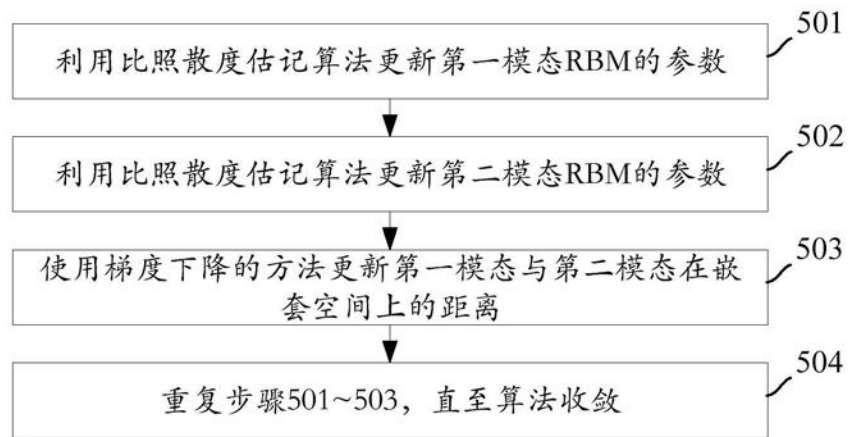 501
利用比照散度估记算法更新第一模态RBM的参数
502
利用比照散度估记算法更新第二模态RBM的参数
503
使用梯度下降的方法更新第一模态与第二模态在嵌
套空间上的距离
504
重复步骤501~503，直至算法收敛